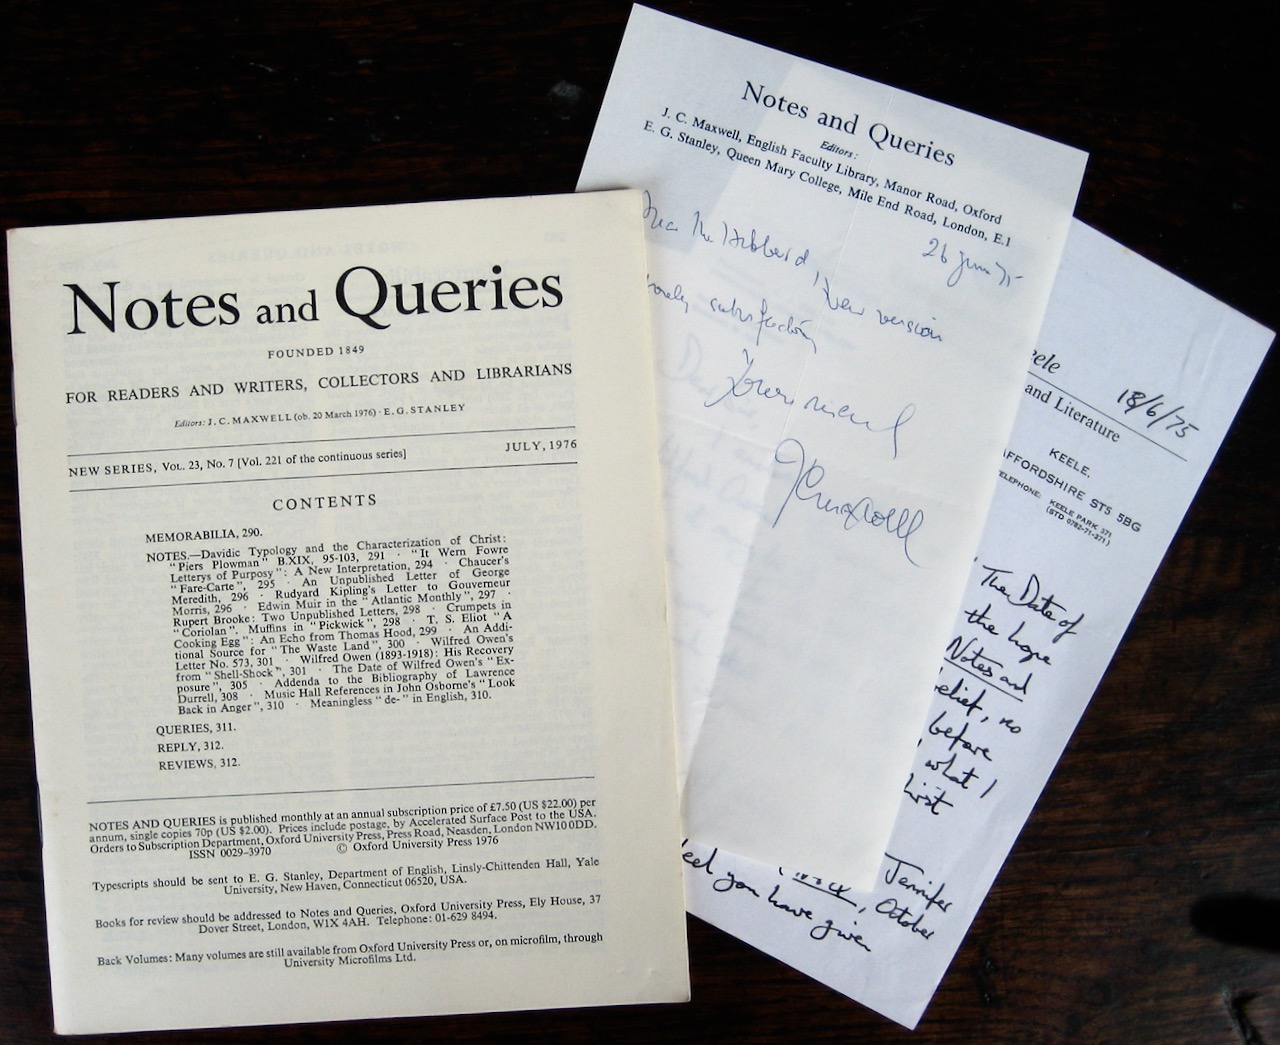 Notes and Queries
FOUNDED 1849
FOR READERS AND WRITERS, COLLECTORS AND LIBRARIANS
Editors: J. C. MAXWELL (ob. 20 March 1976) · E. G. STANLEY
NEW SERIES, VOL. 23, No. 7 [Vol. 221 of the continuous series]
JULY, 1976
CONTENTS
MEMORABILIA, 290.
NOTES.—Davidic Typology and the Characterization of Christ:
"Piers Plowman" B.XIX, 95-103, 291 · "It Wern Fowre
Letterys of Purposy": A New Interpretation, 294 · Chaucer's
"Fare-Carte", 295 · An Unpublished Letter of George
Meredith, 296 · Rudyard Kipling's Letter to Gouverneur
Morris, 296 · Edwin Muir in the "Atlantic Monthly", 297 ·
Rupert Brooke: Two Unpublished Letters, 298 · Crumpets in
"Coriolan". Muffins in "Pickwick", 298 · T. S. Eliot "A
Cooking Egg": An Echo from Thomas Hood, 299 · An Addi-
tional Source for "The Waste Land", 300 · Wilfred Owen's
Letter No. 573, 301 · Wilfred Owen (1893-1918): His Recovery
from "Shell-Shock", 301 · The Date of Wilfred Owen's "Ex-
posure", 305 · Addenda to the Bibliography of Lawrence
Durrell, 308 · Music Hall References in John Osborne's "Look
Back in Anger", 310 · Meaningless "de-" in English, 310.
QUERIES, 311.
REPLY, 312.
REVIEWS, 312.
NOTES AND QUERIES is published monthly at an annual subscription price of £7.50 (US $22.00) per
annum, single copies 70p (US $2.00). Prices include postage, by Accelerated Surface Post to the USA.
Orders to Subscription Department, Oxford University Press, Press Road, Neasden, London NW10 0DD.
ISSN 0029–3970 © Oxford University Press 1976
Typescripts should be sent to E. G. Stanley, Department of English, Linsly-Chittenden Hall, Yale
University, New Haven, Connecticut 06520, USA.
Books for review should be addressed to Notes and Queries, Oxford University Press, Ely House, 37
Dover Street, London, W1X 4AH. Telephone: 01-629 8494.
Back Volumes: Many volumes are still available from Oxford University Press or, on microfilm, through
University Microfilms Ltd.
Notes and Queries
Editors:
J. C. Maxwell, English Faculty Library, Manor Road, Oxford
E. G. Stanley, Queen Mary College, Mile End Road, London, E.1
26 June 75
Dear Mr Hibberd,
New version
satisfactory
JCMaxwell
eele
and Literature
18/6/75
KEELE,
AFFORDSHIRE ST5 5BG
ELEPHONE: KEELE PARK 371
(STD 0782-71-371)
"The Date of
the hope
Notes and
belief, no
before
, what I
first
Jennifer
, October
feel you have given